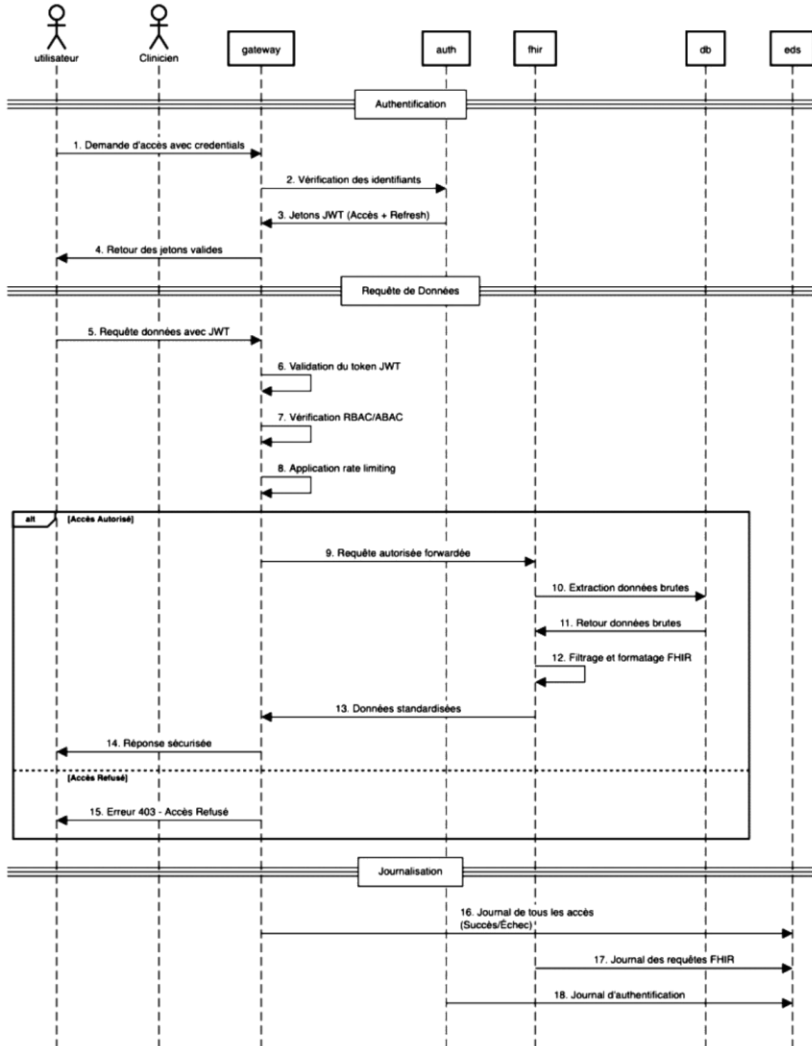 utilisateur
Clinicien
gateway
auth
fhir
db
eds
Authentification
1. Demande d'accès avec credentials
2. Vérification des identifiants
3. Jetons JWT (Accès + Refresh)
4. Retour des jetons valides
Requête de Données
5. Requête données avec JWT
6. Validation du token JWT
7. Vérification RBAC/ABAC
8. Application rate limiting
alt
[Accès Autorisé]
9. Requête autorisée forwardée
10. Extraction données brutes
11. Retour données brutes
12. Filtrage et formatage FHIR
13. Données standardisées
14. Réponse sécurisée
[Accès Refusé]
15. Erreur 403 - Accès Refusé
Journalisation
16. Journal de tous les accès
(Succès/Échec)
17. Journal des requêtes FHIR
18. Journal d'authentification